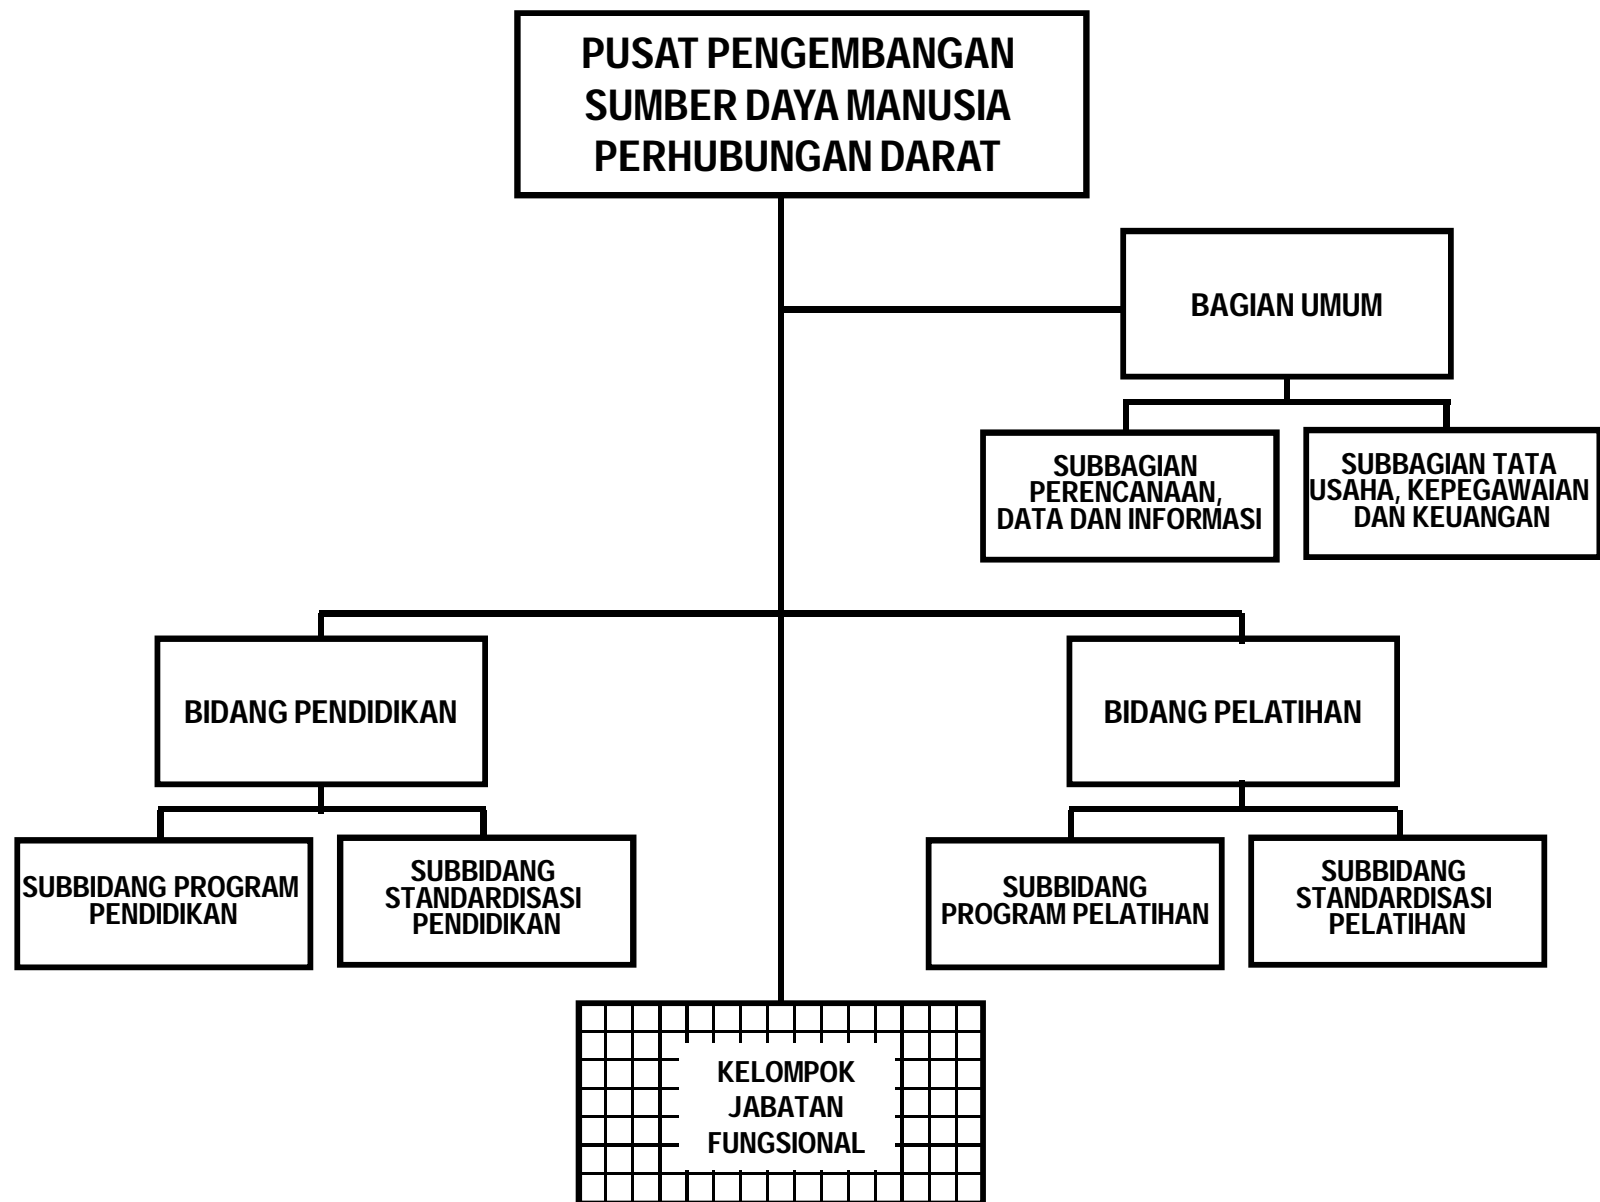 PUSAT PENGEMBANGAN
SUMBER DAYA MANUSIA
PERHUBUNGAN DARAT
BAGIAN UMUM
SUBBAGIAN
PERENCANAAN,
DATA DAN INFORMASI
SUBBAGIAN TATA
USAHA, KEPEGAWAIAN
DAN KEUANGAN
BIDANG PENDIDIKAN
BIDANG PELATIHAN
SUBBIDANG PROGRAM
PENDIDIKAN
SUBBIDANG
STANDARDISASI
PENDIDIKAN
SUBBIDANG
PROGRAM PELATIHAN
SUBBIDANG
STANDARDISASI
PELATIHAN
KELOMPOK
JABATAN
FUNGSIONAL